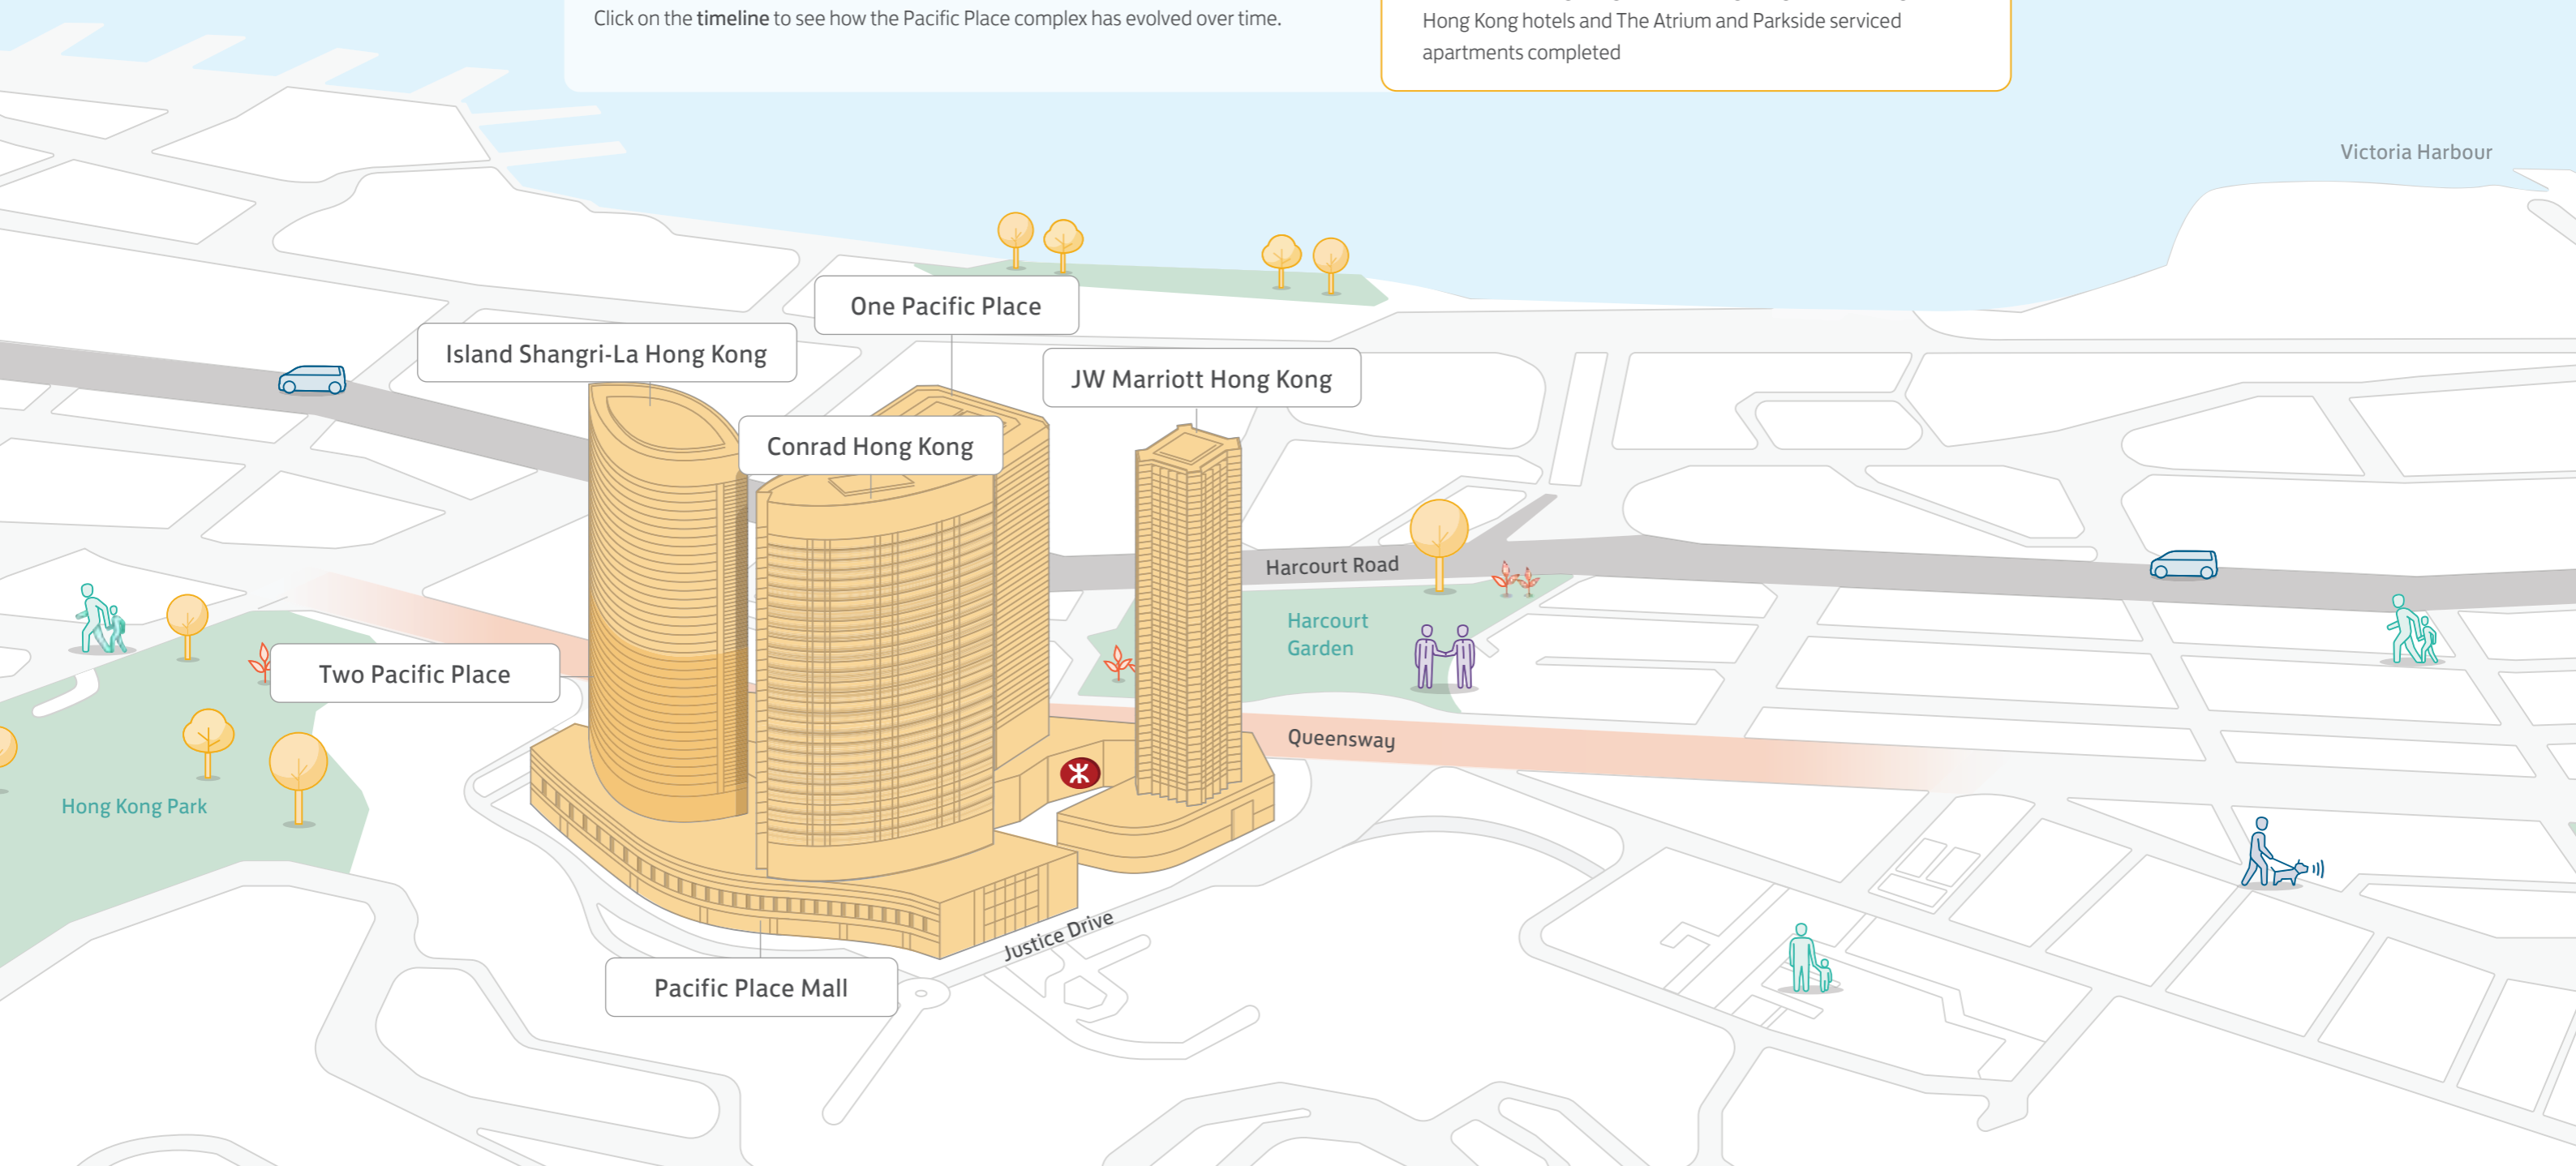 Click on the timeline to see how the Pacific Place complex has evolved over time.
Hong Kong hotels and The Atrium and Parkside serviced
apartments completed
Victoria Harbour
One Pacific Place
Island Shangri-La Hong Kong
JW Marriott Hong Kong
Conrad Hong Kong
Harcourt Road
Harcourt
Garden
Two Pacific Place
Queensway
Hong Kong Park
Justice Drive
Pacific Place Mall